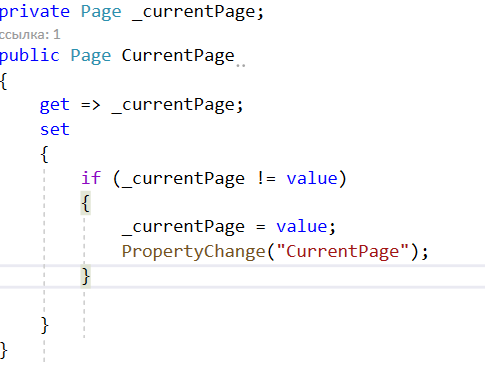 private Page _currentPage;
ссылка: 1
public Page CurrentPage
{
get => _currentPage;
set
{
if (_currentPage != value)
{
_currentPage = value;
PropertyChange("CurrentPage");
}
}
}